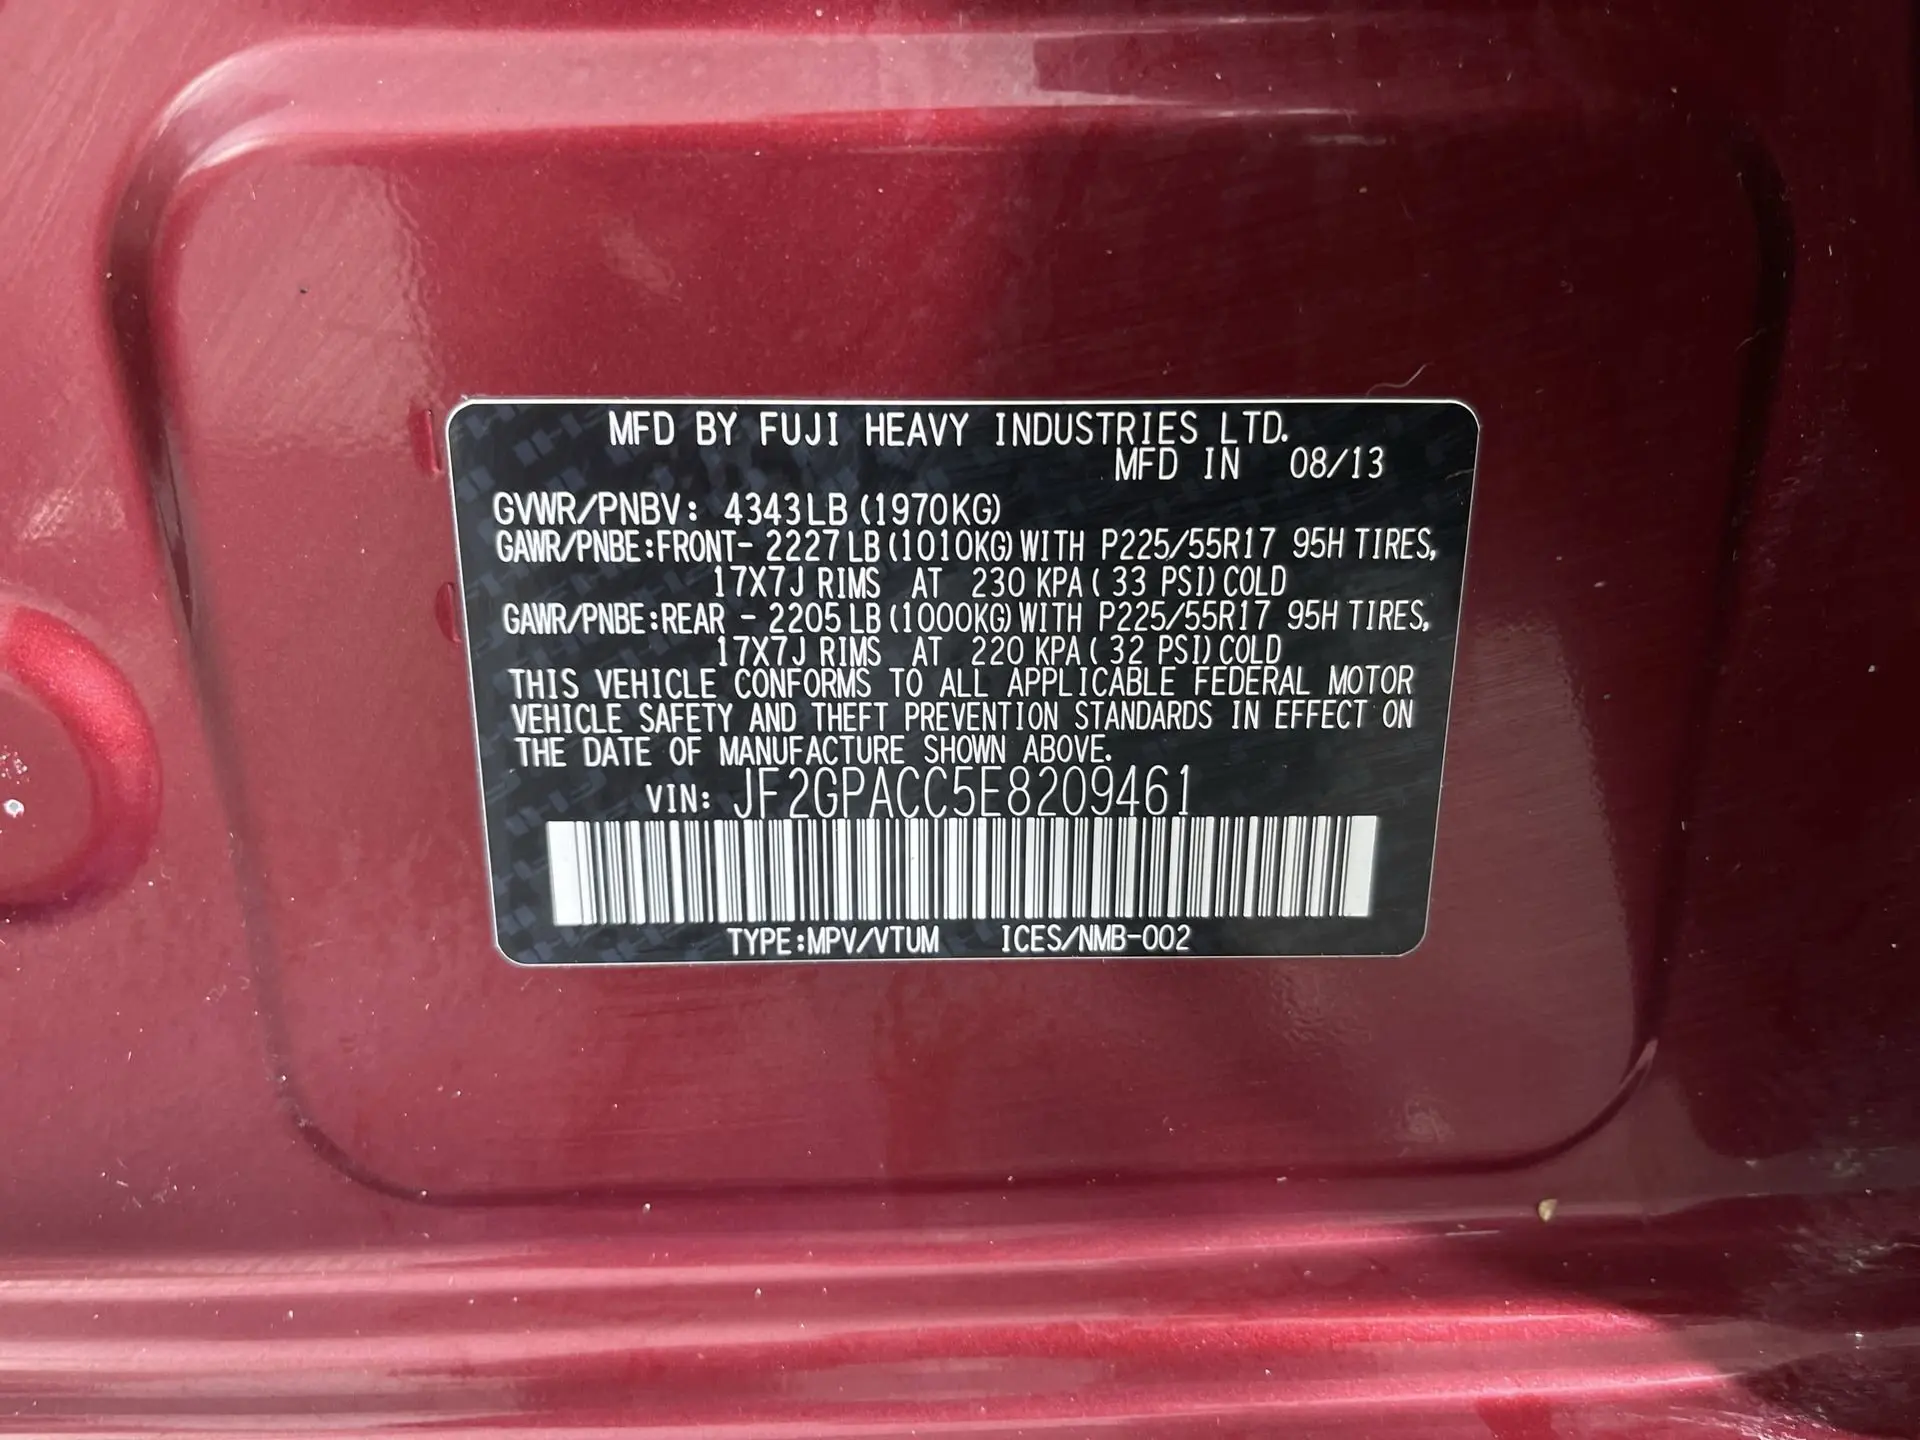 MFD BY FUJI HEAVY INDUSTRIES LTD.
MFD IN 08/13
GVWR/PNBV: 4343LB (1970KG)
GAWR/PNBE:FRONT- 2227LB (1010KG) WITH P225/55R17 95H TIRES,
17X7J RIMS AT 230 KPA ( 33 PSI) COLD
GAWR/PNBE:REAR - 2205LB (1000KG) WITH P225/55R17 95H TIRES,
17X7J RIMS AT 220 KPA ( 32 PSI) COLD
THIS VEHICLE CONFORMS TO ALL APPLICABLE FEDERAL MOTOR
VEHICLE SAFETY AND THEFT PREVENTION STANDARDS IN EFFECT ON
THE DATE OF MANUFACTURE SHOWN ABOVE.
VIN: JF2GPACC5E8209461
TYPE:MPV/VTUM ICES/NMB-002